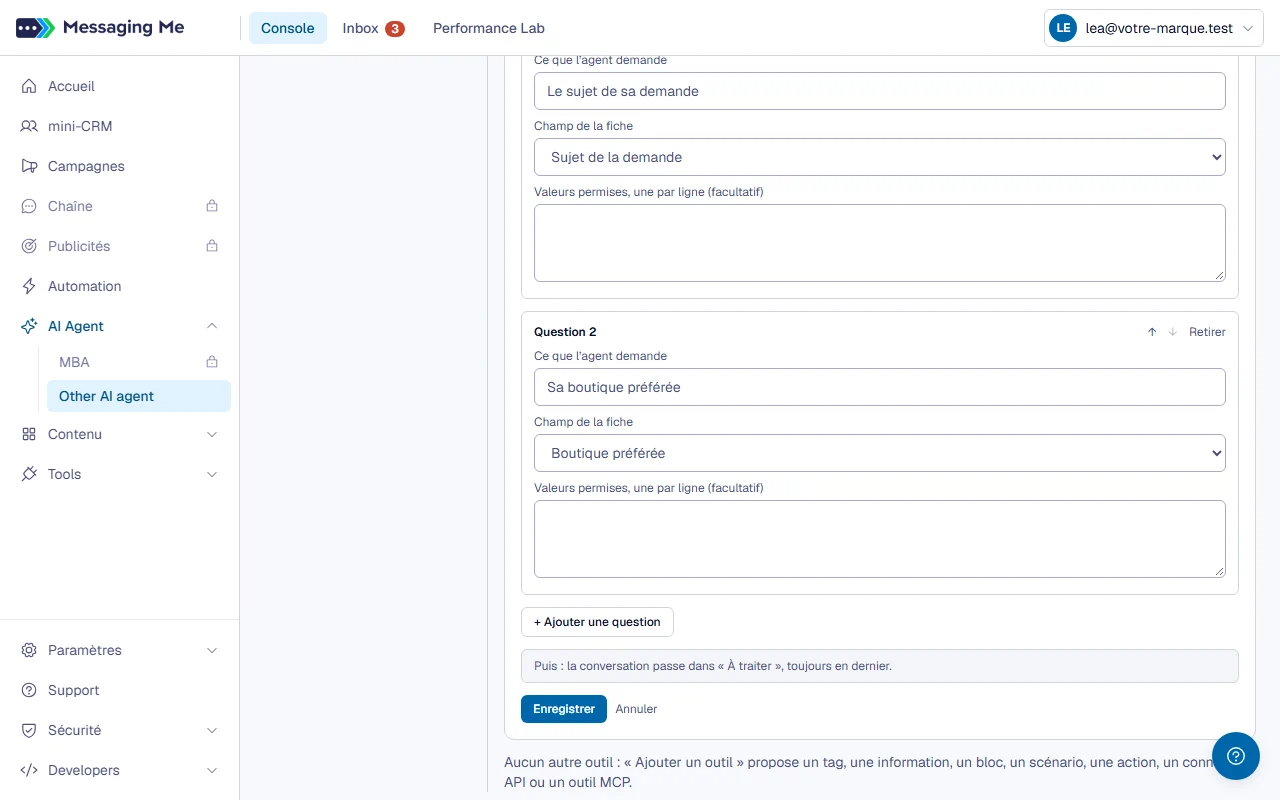 Messaging Me
Console
Inbox 3
Performance Lab
LE lea@votre-marque.test
Accueil
mini-CRM
Campagnes
Chaîne
Publicités
Automation
AI Agent
MBA
Other AI agent
Contenu
Tools
Paramètres
Support
Sécurité
Developers
Ce que l'agent demande
Le sujet de sa demande
Champ de la fiche
Sujet de la demande
Valeurs permises, une par ligne (facultatif)
Question 2
↑ ↓ Retirer
Ce que l'agent demande
Sa boutique préférée
Champ de la fiche
Boutique préférée
Valeurs permises, une par ligne (facultatif)
+ Ajouter une question
Puis : la conversation passe dans « À traiter », toujours en dernier.
Enregistrer Annuler
Aucun autre outil : « Ajouter un outil » propose un tag, une information, un bloc, un scénario, une action, un
API ou un outil MCP.